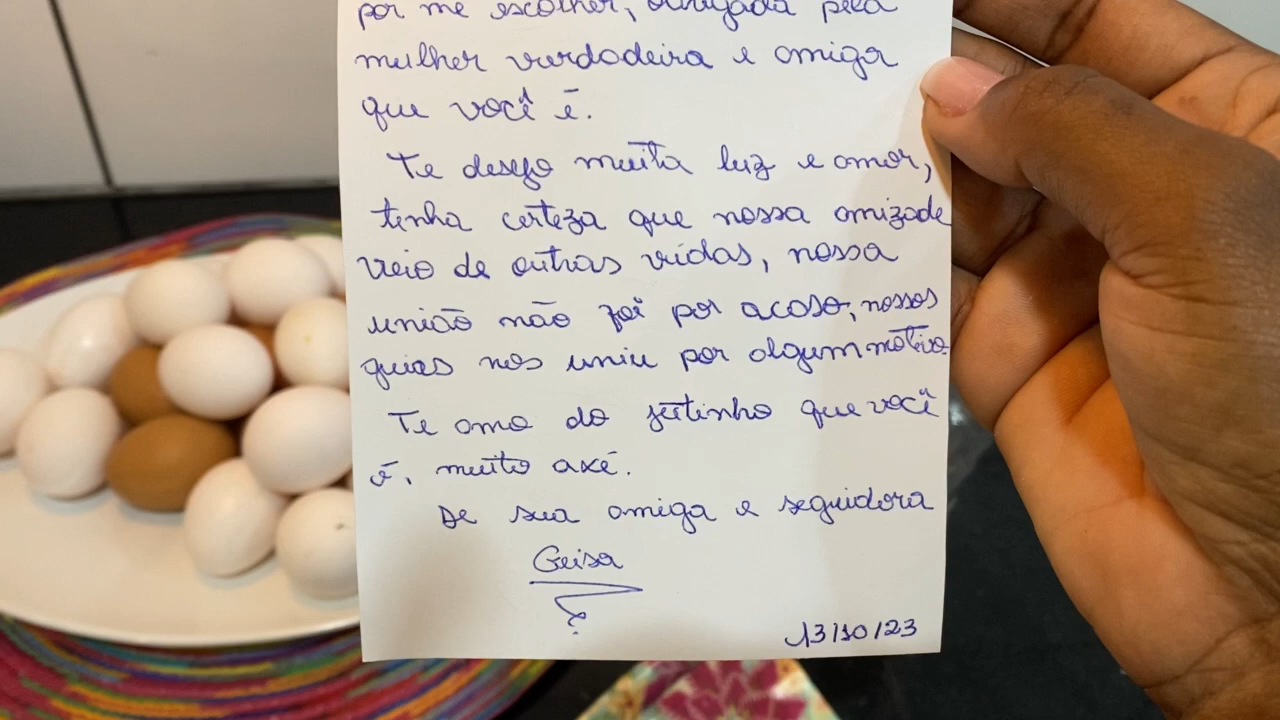 por me escolher, obrigada pela
mulher verdadeira e amiga
que você é.
Te desejo muita luz e amor,
tenha certeza que nossa amizade
veio de outras vidas, nossa
união não foi por acaso, nossos
guias nos uniu por algum motivo.
Te amo do jeitinho que você
é, muito axé.
De sua amiga e seguidora
Geisa
13/10/23